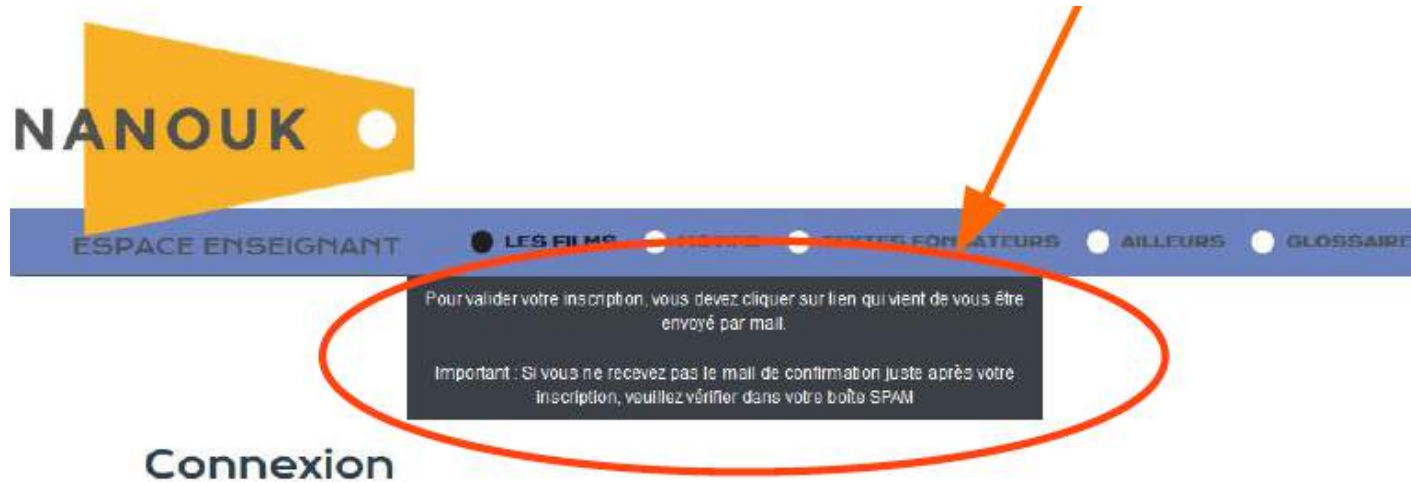 NANOUK
ESPACE ENSEIGNANT
LES FILMS
TEXTES FONDATEURS
AILLEURS
GLOSSAIRE
Pour valider votre inscription, vous devez cliquer sur lien qui vient de vous être
envoyé par mail.
Important : Si vous ne recevez pas le mail de confirmation juste après votre
inscription, veuillez vérifier dans votre boîte SPAM
Connexion